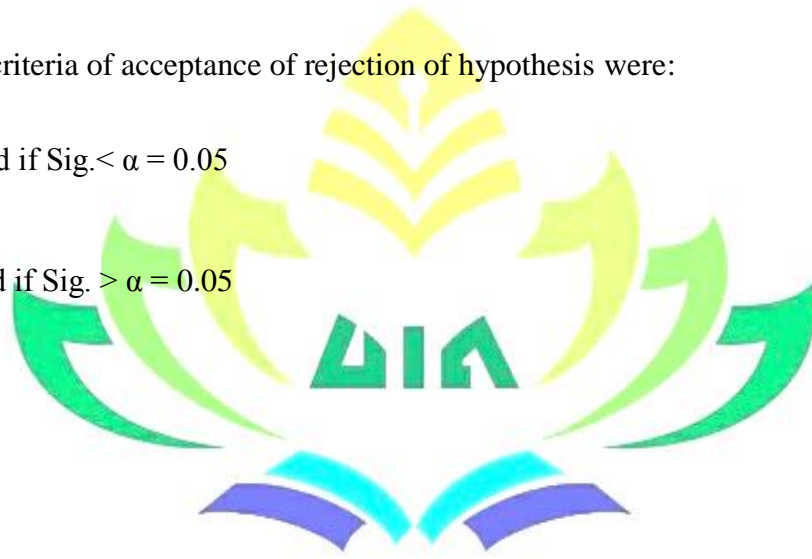 criteria of acceptance of rejection of hypothesis were:
d if Sig.< α = 0.05
d if Sig. > α = 0.05
UIN